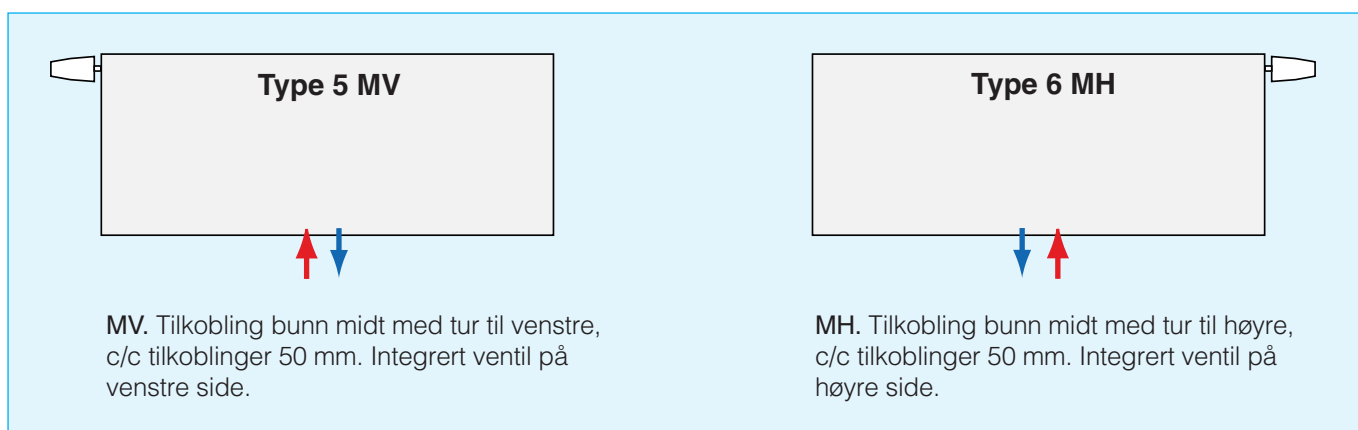 Type 5 MV
MV. Tilkobling bunn midt med tur til venstre,
c/c tilkoblinger 50 mm. Integrert ventil på
venstre side.
Type 6 MH
MH. Tilkobling bunn midt med tur til høyre,
c/c tilkoblinger 50 mm. Integrert ventil på
høyre side.